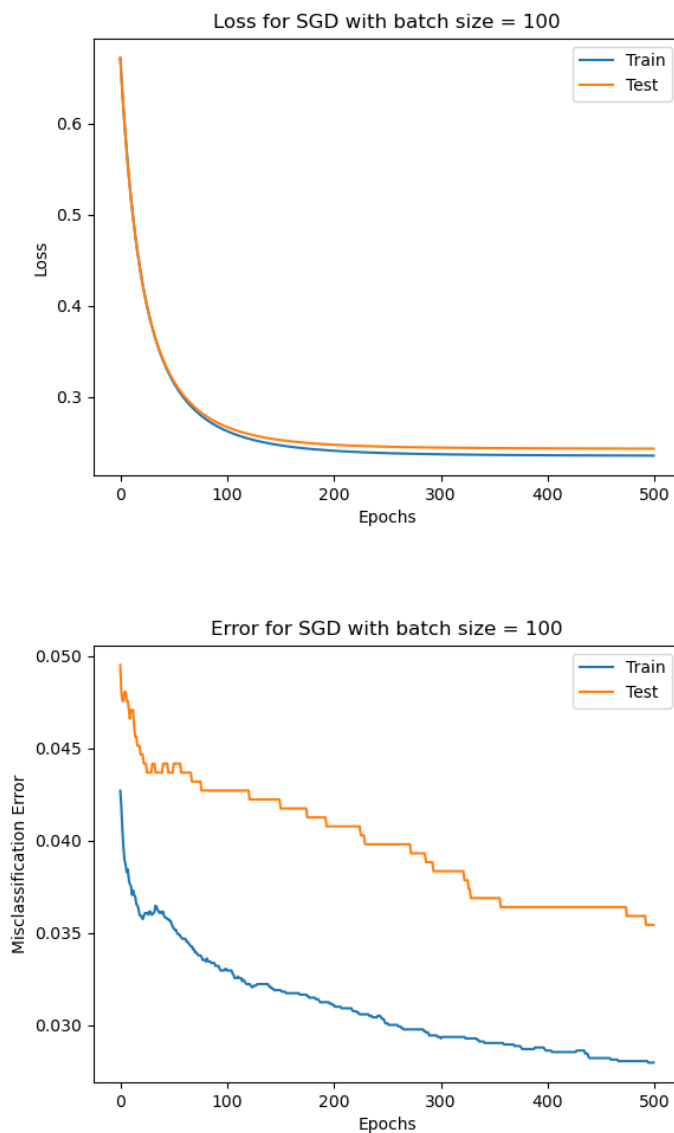 Loss for SGD with batch size = 100
Train
Test
0.6
0.5
0.4
0.3
Loss
0 100 200 300 400 500
Epochs
Error for SGD with batch size = 100
Train
Test
0.050
0.045
0.040
0.035
0.030
Misclassification Error
0 100 200 300 400 500
Epochs